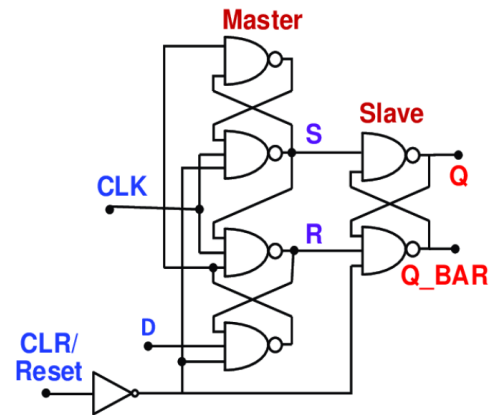 Master
Slave
S
CLK
Q
R
Q_BAR
D
CLR/
Reset